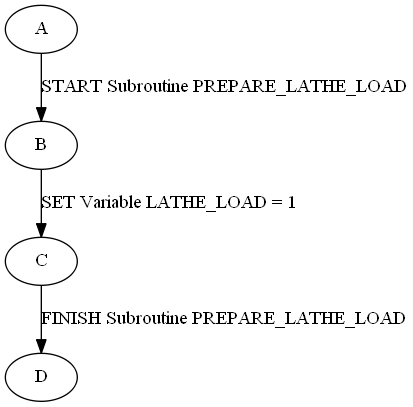 A
START Subroutine PREPARE_LATHE_LOAD
B
SET Variable LATHE_LOAD = 1
C
FINISH Subroutine PREPARE_LATHE_LOAD
D